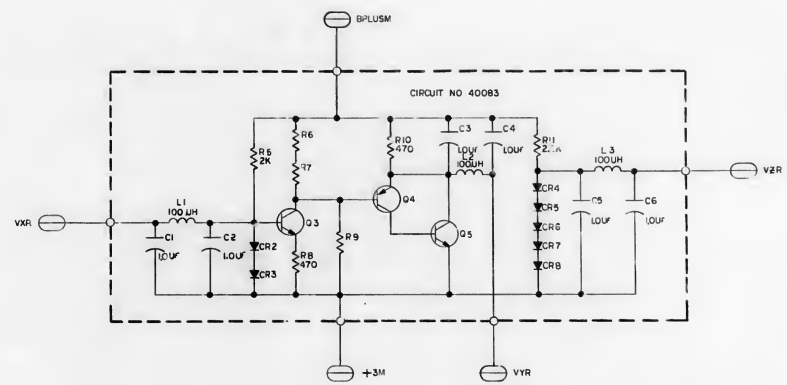 BPLUSM
CIRCUIT NO 40083
R6
R5
2K
R7
R10
470
C3
1.0UF
C4
1.0UF
L2
100UH
R11
L3
100UH
VZR
L1
100UH
VXR
Q3
Q4
Q5
CR4
CR5
CR6
CR7
CR8
C5
1.0UF
C6
1.0UF
C1
1.0UF
C2
1.0UF
CR2
CR3
R8
470
R9
+3M
VYR